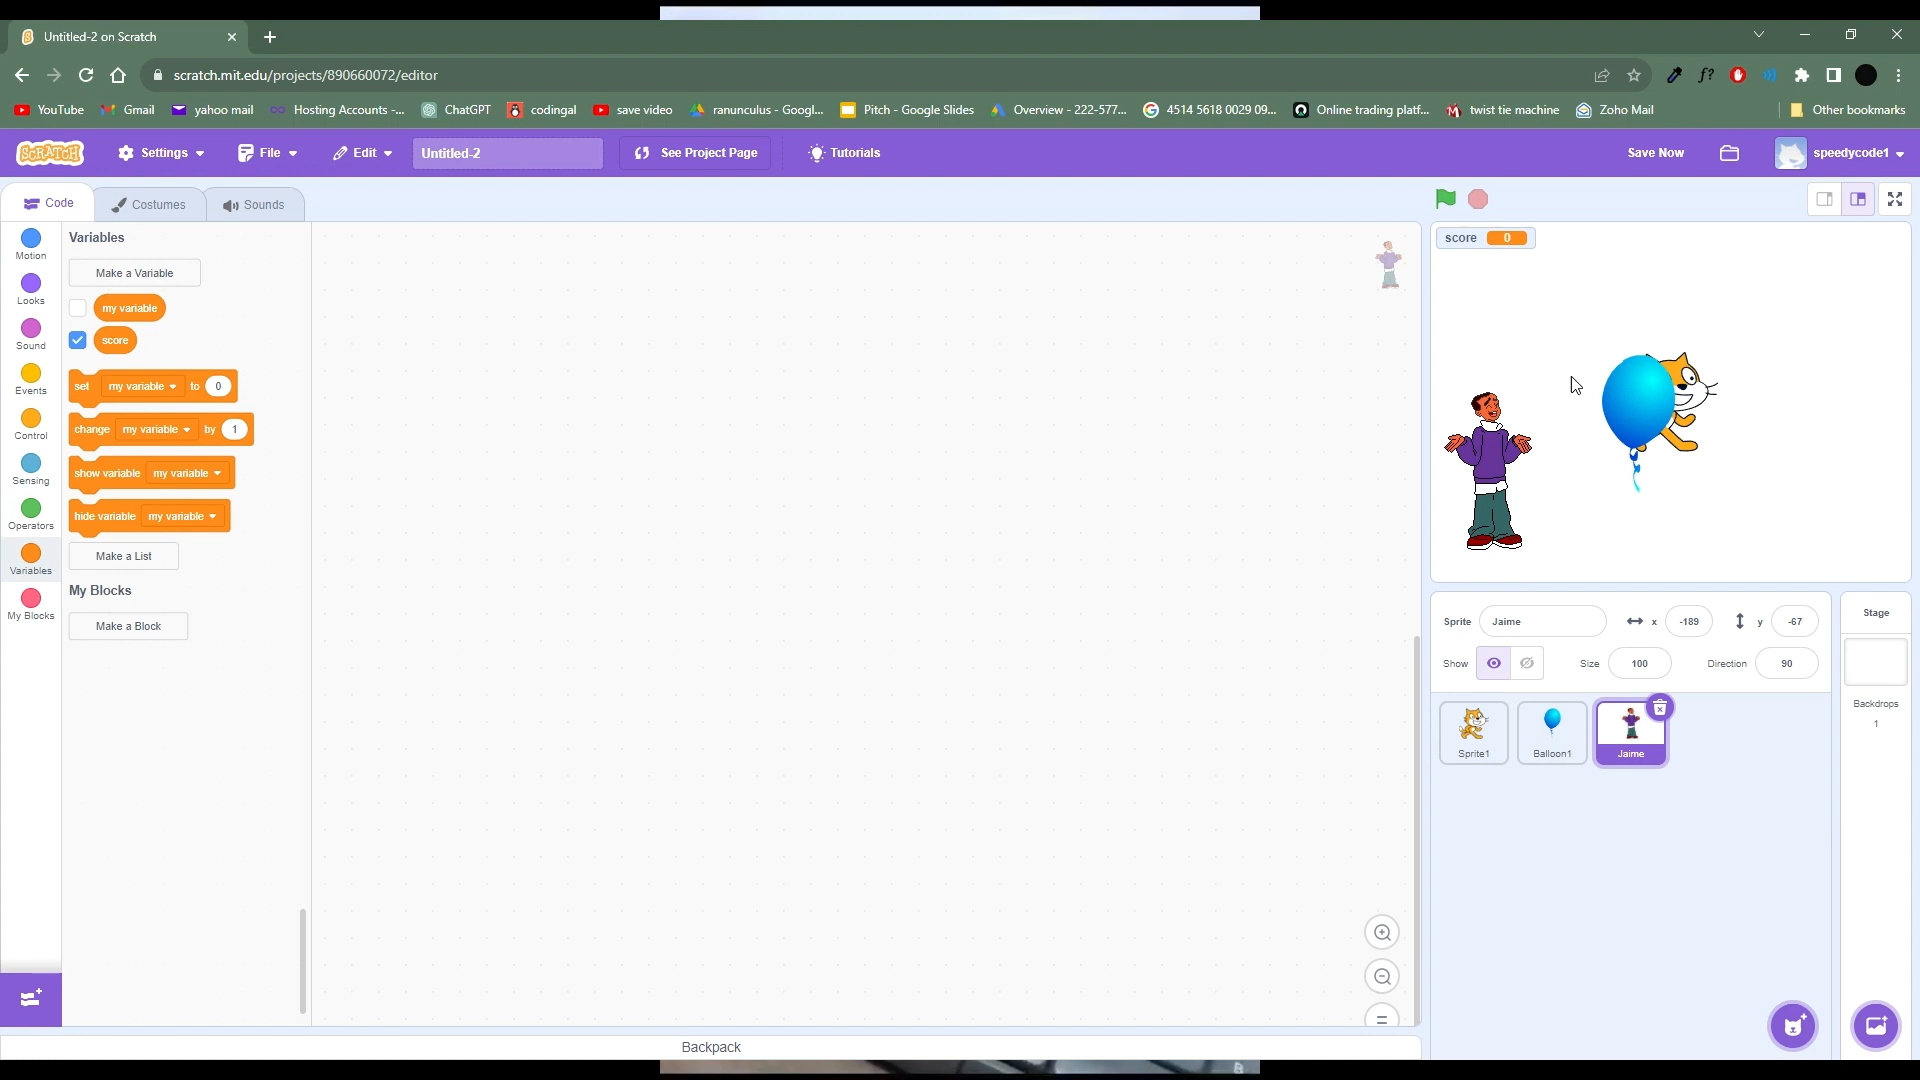 Untitled-2 on Scratch
scratch.mit.edu/projects/890660072/editor
f?
YouTube Gmail yahoo mail Hosting Accounts -... ChatGPT codingal save video ranunculus - Googl... Pitch - Google Slides Overview - 222-577... 4514 5618 0029 09... Online trading platf... twist tie machine Zoho Mail Other bookmarks
SCRATCH Settings File Edit Untitled-2 See Project Page Tutorials Save Now speedycode1
Code Costumes Sounds
Motion
Looks
Sound
Events
Control
Sensing
Operators
Variables
My Blocks
Variables
Make a Variable
my variable
score
set my variable to 0
change my variable by 1
show variable my variable
hide variable my variable
Make a List
My Blocks
Make a Block
Backpack
score 0
Sprite Jaime x -189 y -67
Show Size 100 Direction 90
Sprite1 Balloon1 Jaime
Stage
Backdrops
1